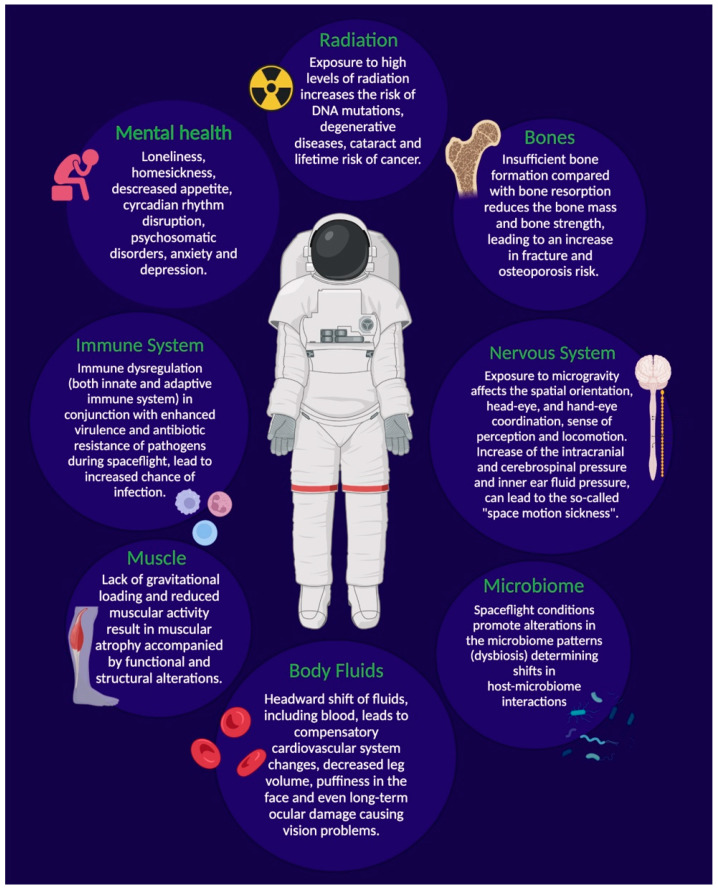 Radiation
Exposure to high
levels of radiation
increases the risk of
DNA mutations,
degenerative
diseases, cataract and
lifetime risk of cancer.
Mental health
Loneliness,
homesickness,
descreased appetite,
cyrcadian rhythm
disruption,
psychosomatic
disorders, anxiety and
depression.
Bones
Insufficient bone
formation compared
with bone resorption
reduces the bone mass
and bone strength,
leading to an increase
in fracture and
osteoporosis risk.
Immune System
Immune dysregulation
(both innate and adaptive
immune system) in
conjunction with enhanced
virulence and antibiotic
resistance of pathogens
during spaceflight, lead to
increased chance of
infection.
Nervous System
Exposure to microgravity
affects the spatial orientation,
head-eye, and hand-eye
coordination, sense of
perception and locomotion.
Increase of the intracranial
and cerebrospinal pressure
and inner ear fluid pressure,
can lead to the so-called
"space motion sickness".
Muscle
Lack of gravitational
loading and reduced
muscular activity
result in muscular
atrophy accompanied
by functional and
structural alterations.
Microbiome
Spaceflight conditions
promote alterations in
the microbiome patterns
(dysbiosis) determining
shifts in
host-microbiome
interactions
Body Fluids
Headward shift of fluids,
including blood, leads to
compensatory
cardiovascular system
changes, decreased leg
volume, puffiness in the
face and even long-term
ocular damage causing
vision problems.